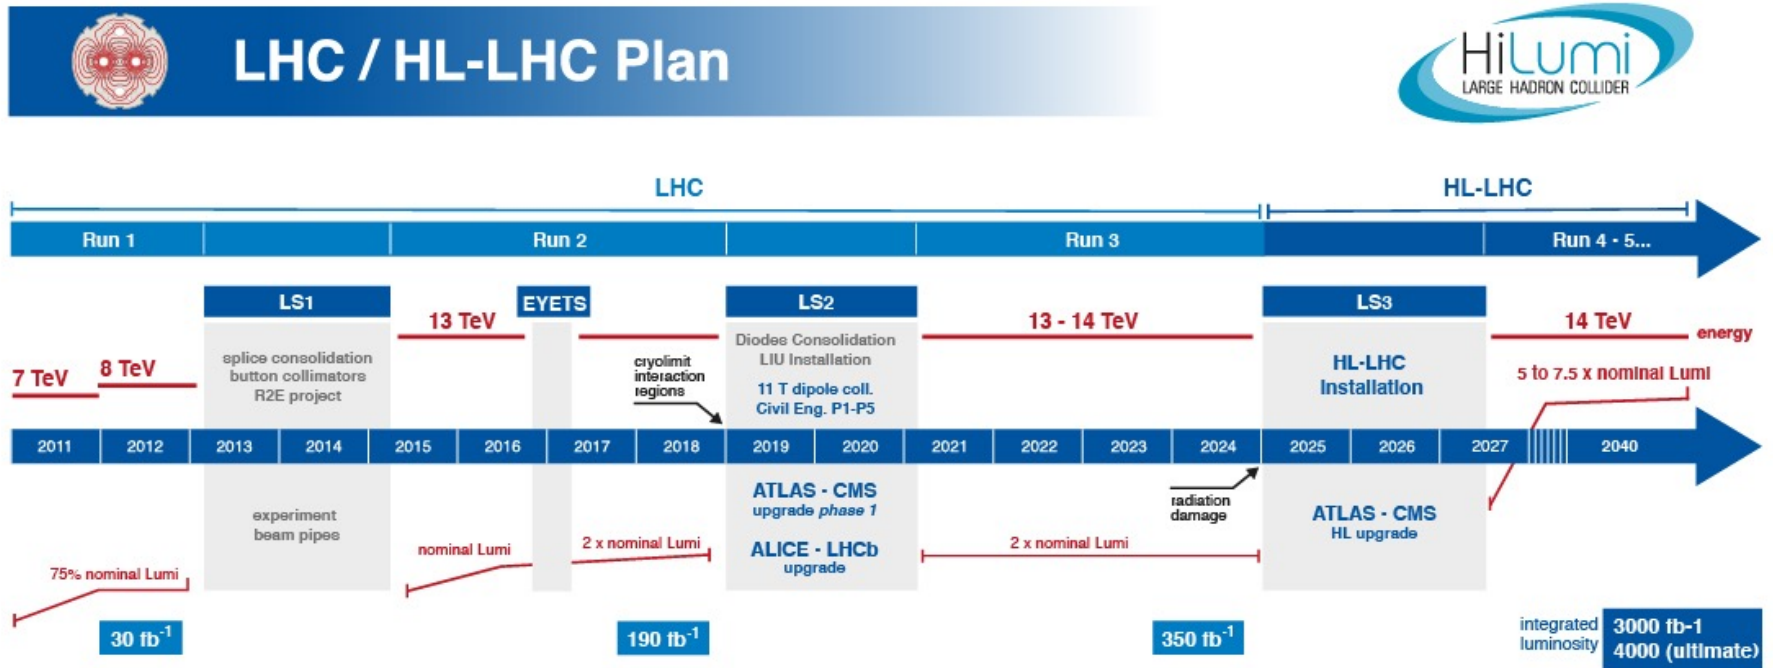 LHC / HL-LHC Plan
HiLumi
LARGE HADRON COLLIDER
LHC
HL-LHC
Run 1
Run 2
Run 3
Run 4 - 5...
LS1
EYETS
LS2
LS3
13 TeV
13 - 14 TeV
14 TeV
energy
7 TeV
8 TeV
splice consolidation
button collimators
R2E project
cryolimit
interaction
regions
Diodes Consolidation
LIU Installation
11 T dipole coll.
Civil Eng. P1-P5
HL-LHC
Installation
5 to 7.5 x nominal Lumi
2011 2012 2013 2014 2015 2016 2017 2018 2019 2020 2021 2022 2023 2024 2025 2026 2027 2040
experiment
beam pipes
ATLAS - CMS
upgrade phase 1
ALICE - LHCb
upgrade
radiation
damage
ATLAS - CMS
HL upgrade
75% nominal Lumi
nominal Lumi
2 x nominal Lumi
2 x nominal Lumi
30 fb-1
190 fb-1
350 fb-1
integrated
luminosity
3000 fb-1
4000 (ultimate)